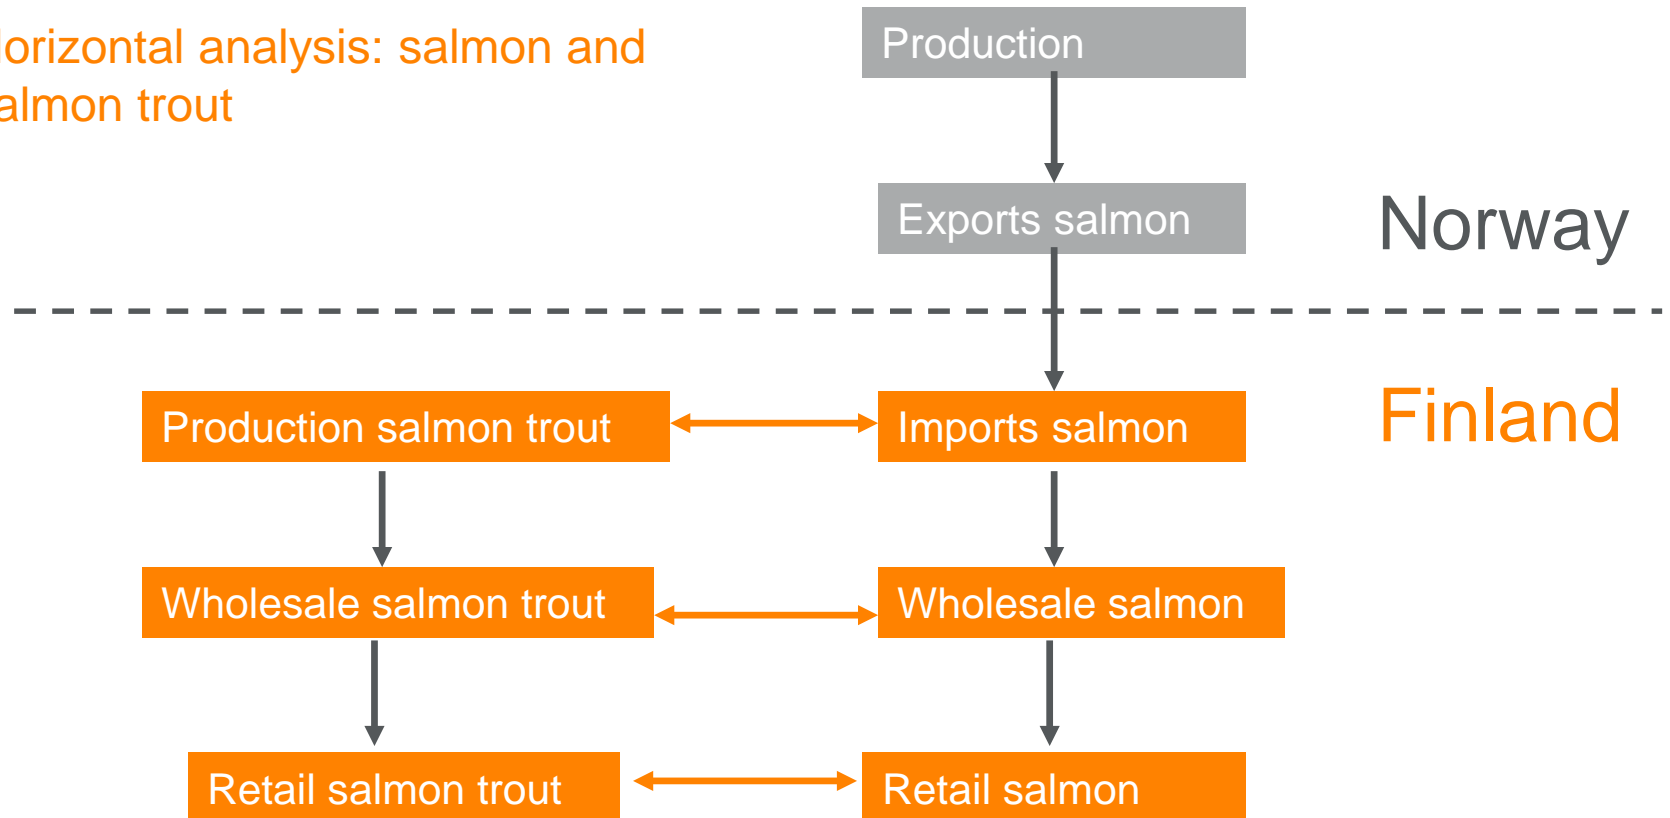 orizontal analysis: salmon and
almon trout
Production
Exports salmon
Norway
Finland
Production salmon trout
Imports salmon
Wholesale salmon trout
Wholesale salmon
Retail salmon trout
Retail salmon